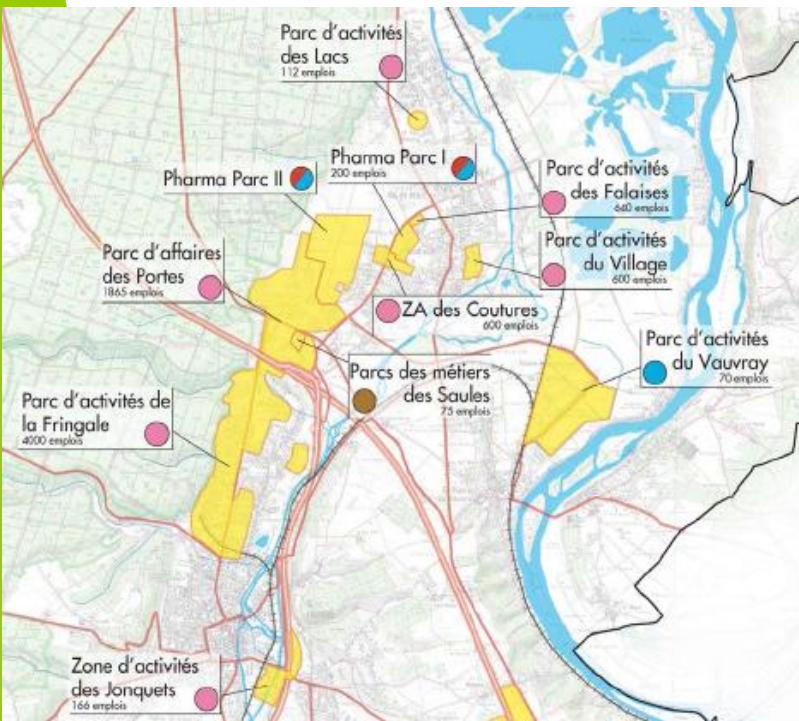 Parc d'activités
des Lacs
112 emplois
Pharma Parc II
Pharma Parc I
200 emplois
Parc d'activités
des Falaises
640 emplois
Parc d'affaires
des Portes
1865 emplois
Parc d'activités
du Village
600 emplois
ZA des Coutures
600 emplois
Parc d'activités
du Vauvray
70 emplois
Parcs des métiers
des Saules
75 emplois
Parc d'activités de
la Fringale
4000 emplois
Zone d'activités
des Jonquets
166 emplois